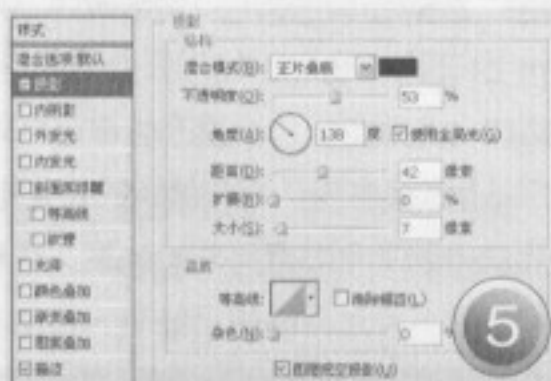 样式
混合选项:默认
投影
内阴影
外发光
内发光
斜面和浮雕
等高线
纹理
光泽
颜色叠加
渐变叠加
图案叠加
描边
投影
结构
混合模式(B): 正片叠底
不透明度(O): 53 %
角度(A): 138 度 使用全局光(G)
距离(D): 42 像素
扩展(R): 0 %
大小(S): 7 像素
品质
等高线: 消除锯齿(L)
杂色(N): 0 %
图层挖空投影(U)
5